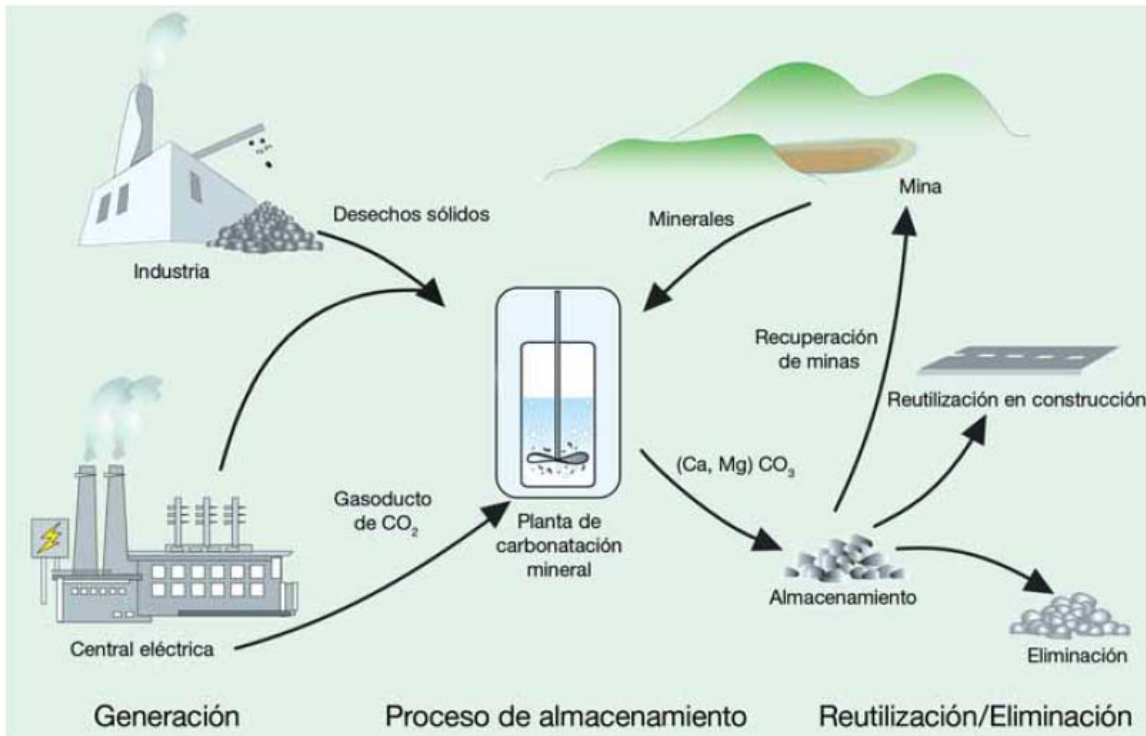 Desechos sólidos
Industria
Minerales
Mina
Recuperación
de minas
Reutilización en construcción
Gasoducto
de CO₂
Planta de
carbonatación
mineral
(Ca, Mg) CO₃
Almacenamiento
Central eléctrica
Eliminación
Generación
Proceso de almacenamiento
Reutilización/Eliminación